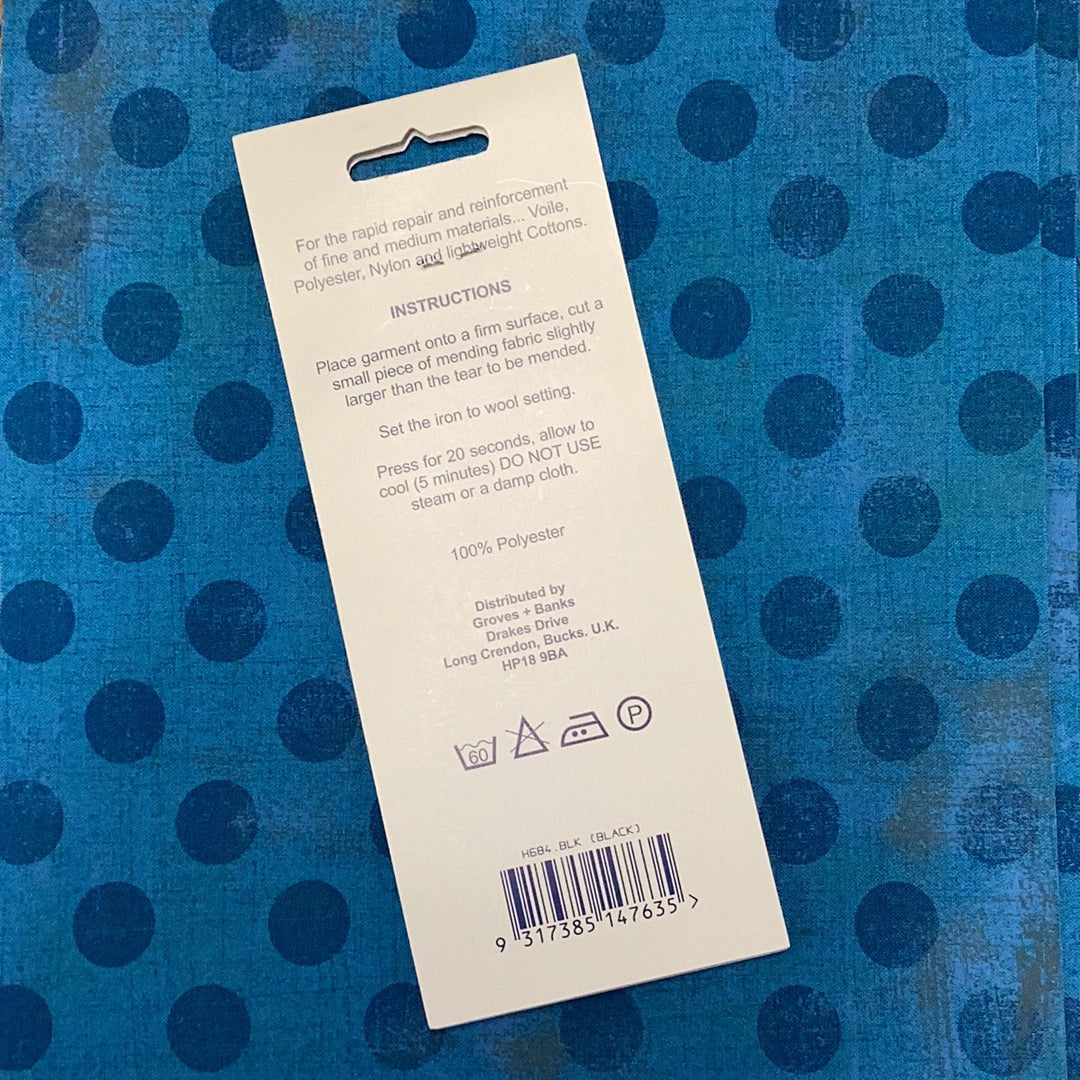 For the rapid repair and reinforcement
of fine and medium materials... Voile,
Polyester, Nylon and lightweight Cottons.
INSTRUCTIONS
Place garment onto a firm surface, cut a
small piece of mending fabric slightly
larger than the tear to be mended.
Set the iron to wool setting.
Press for 20 seconds, allow to
cool (5 minutes) DO NOT USE
steam or a damp cloth.
100% Polyester
Distributed by
Groves + Banks
Drakes Drive
Long Crendon, Bucks. U.K.
HP18 9BA
60 P
H684.BLK (BLACK)
9 317385 147635 >